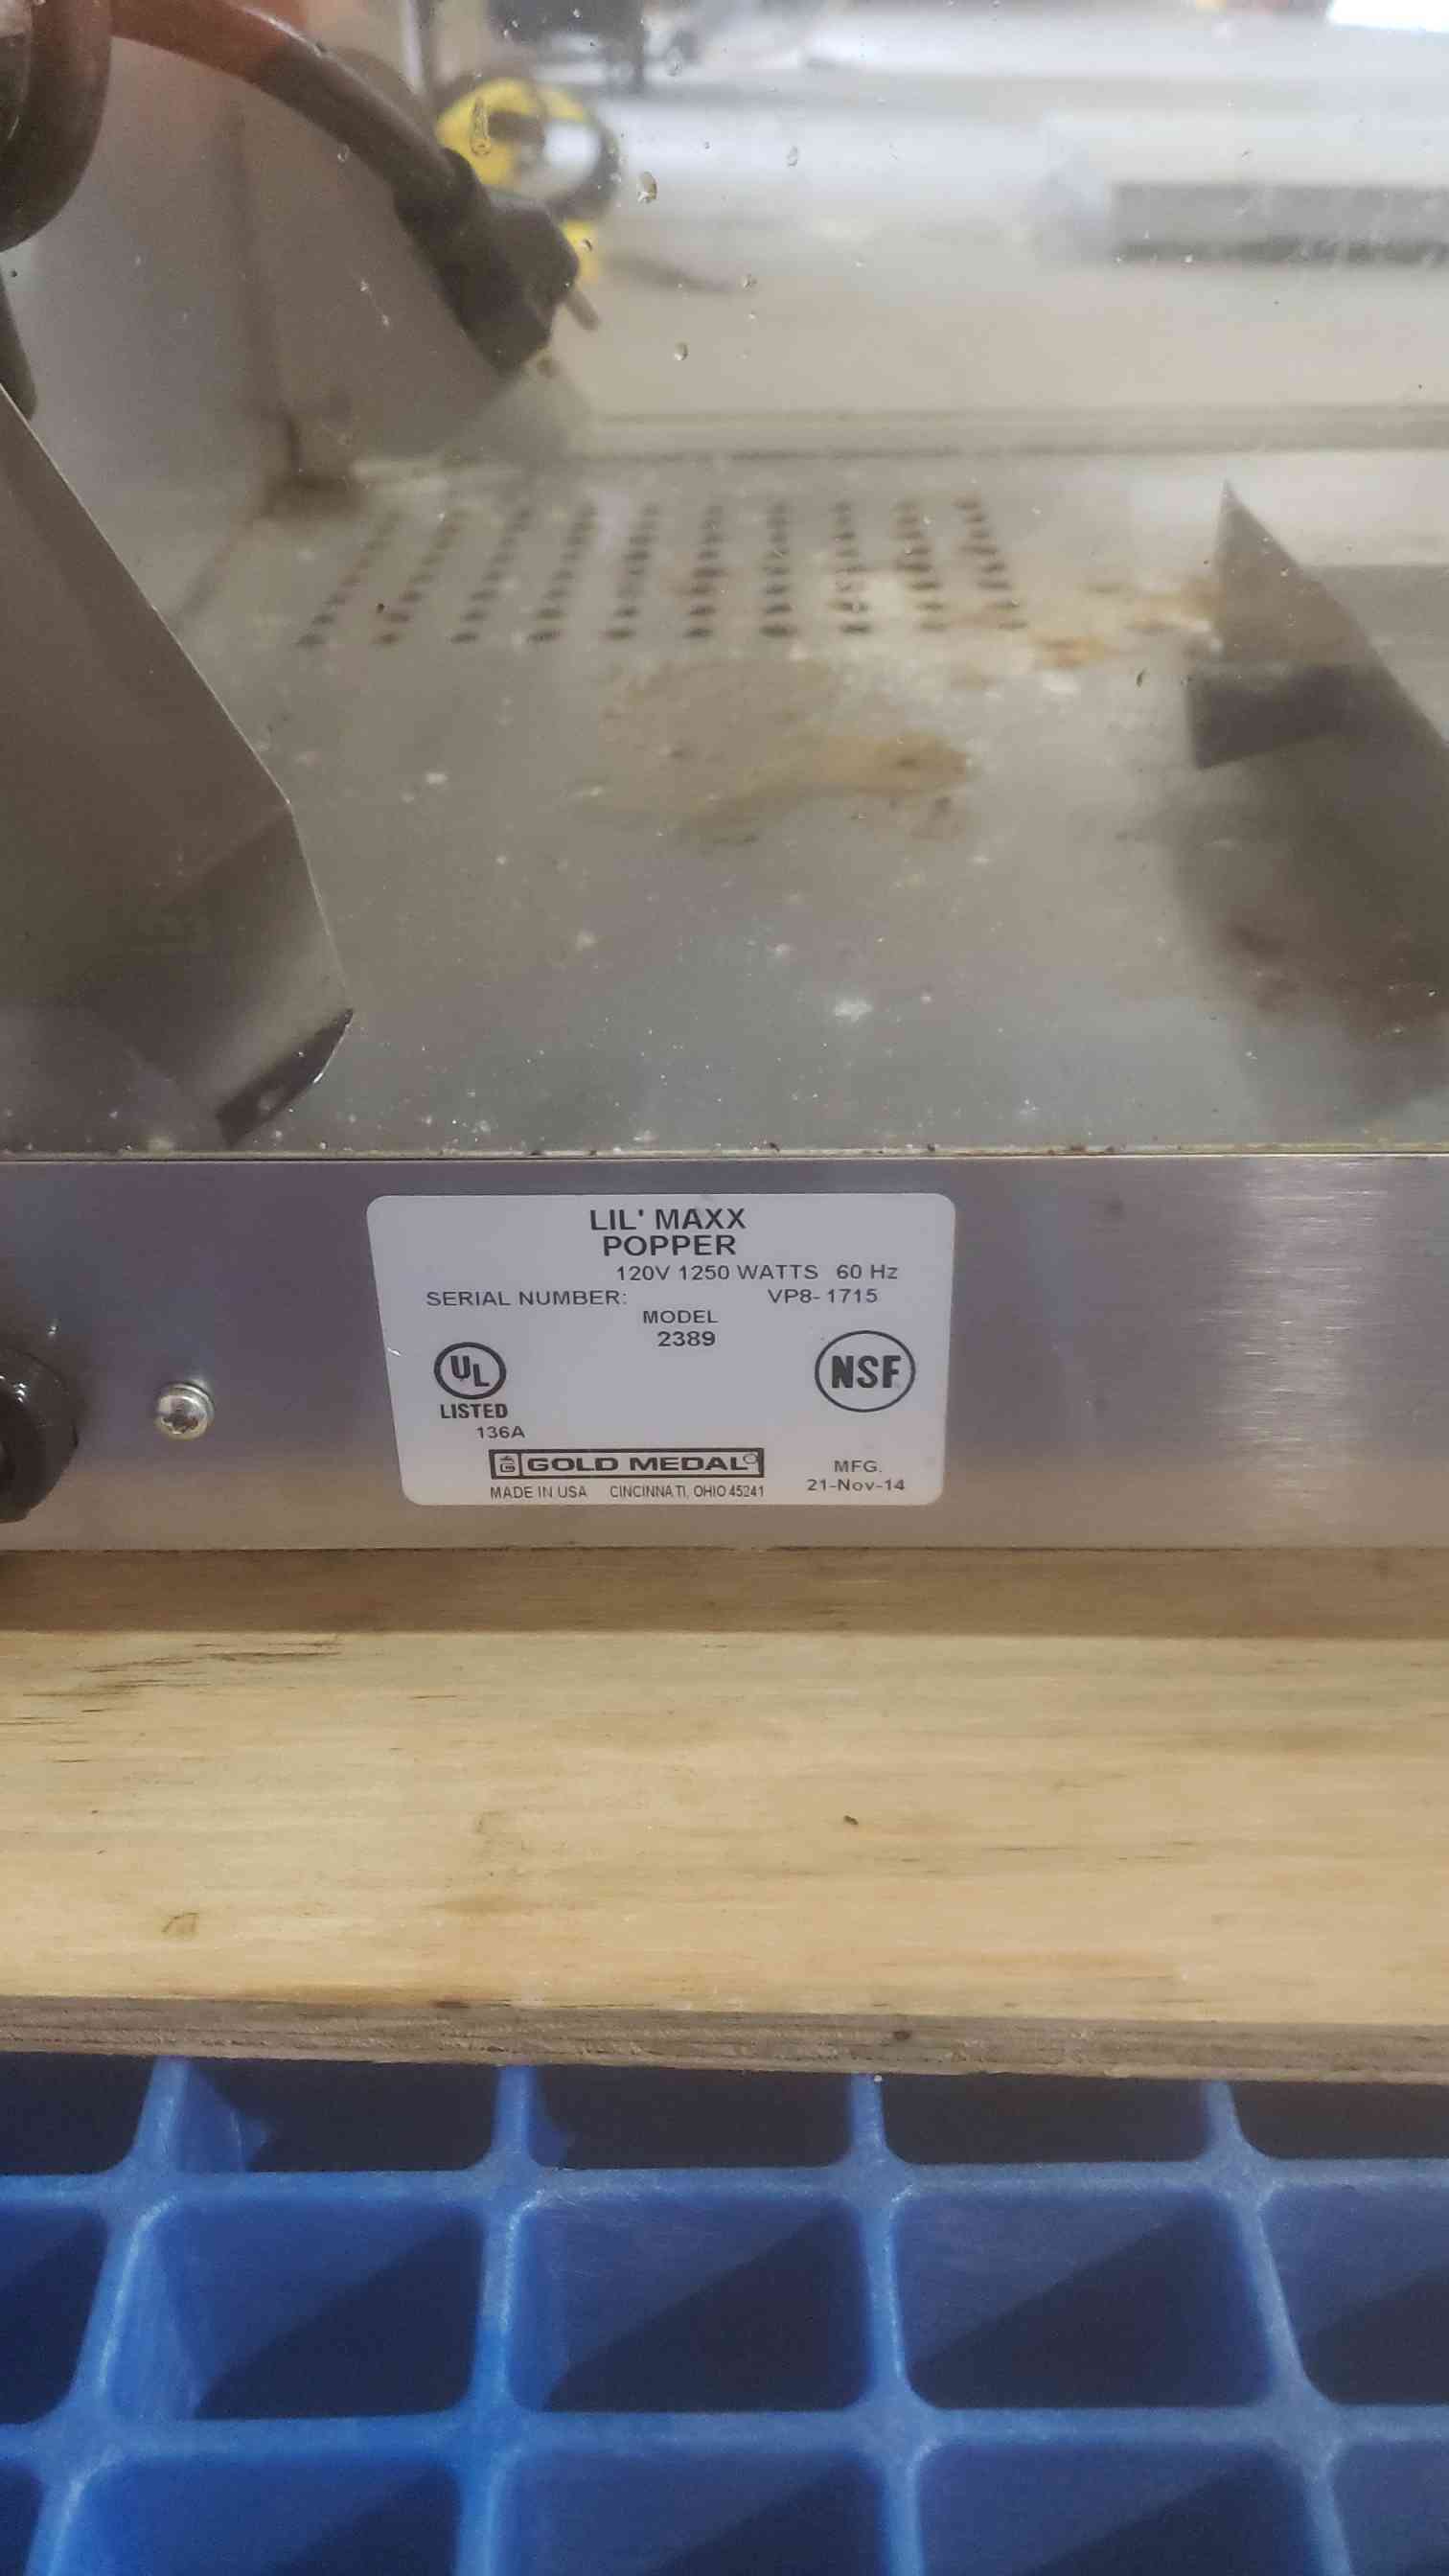 LIL' MAXX
POPPER
120V 1250 WATTS 60 Hz
SERIAL NUMBER: VP8- 1715
MODEL
2389
UL
LISTED
136A
NSF
GOLD MEDAL
MADE IN USA CINCINNATI, OHIO 45241
MFG.
21-Nov-14